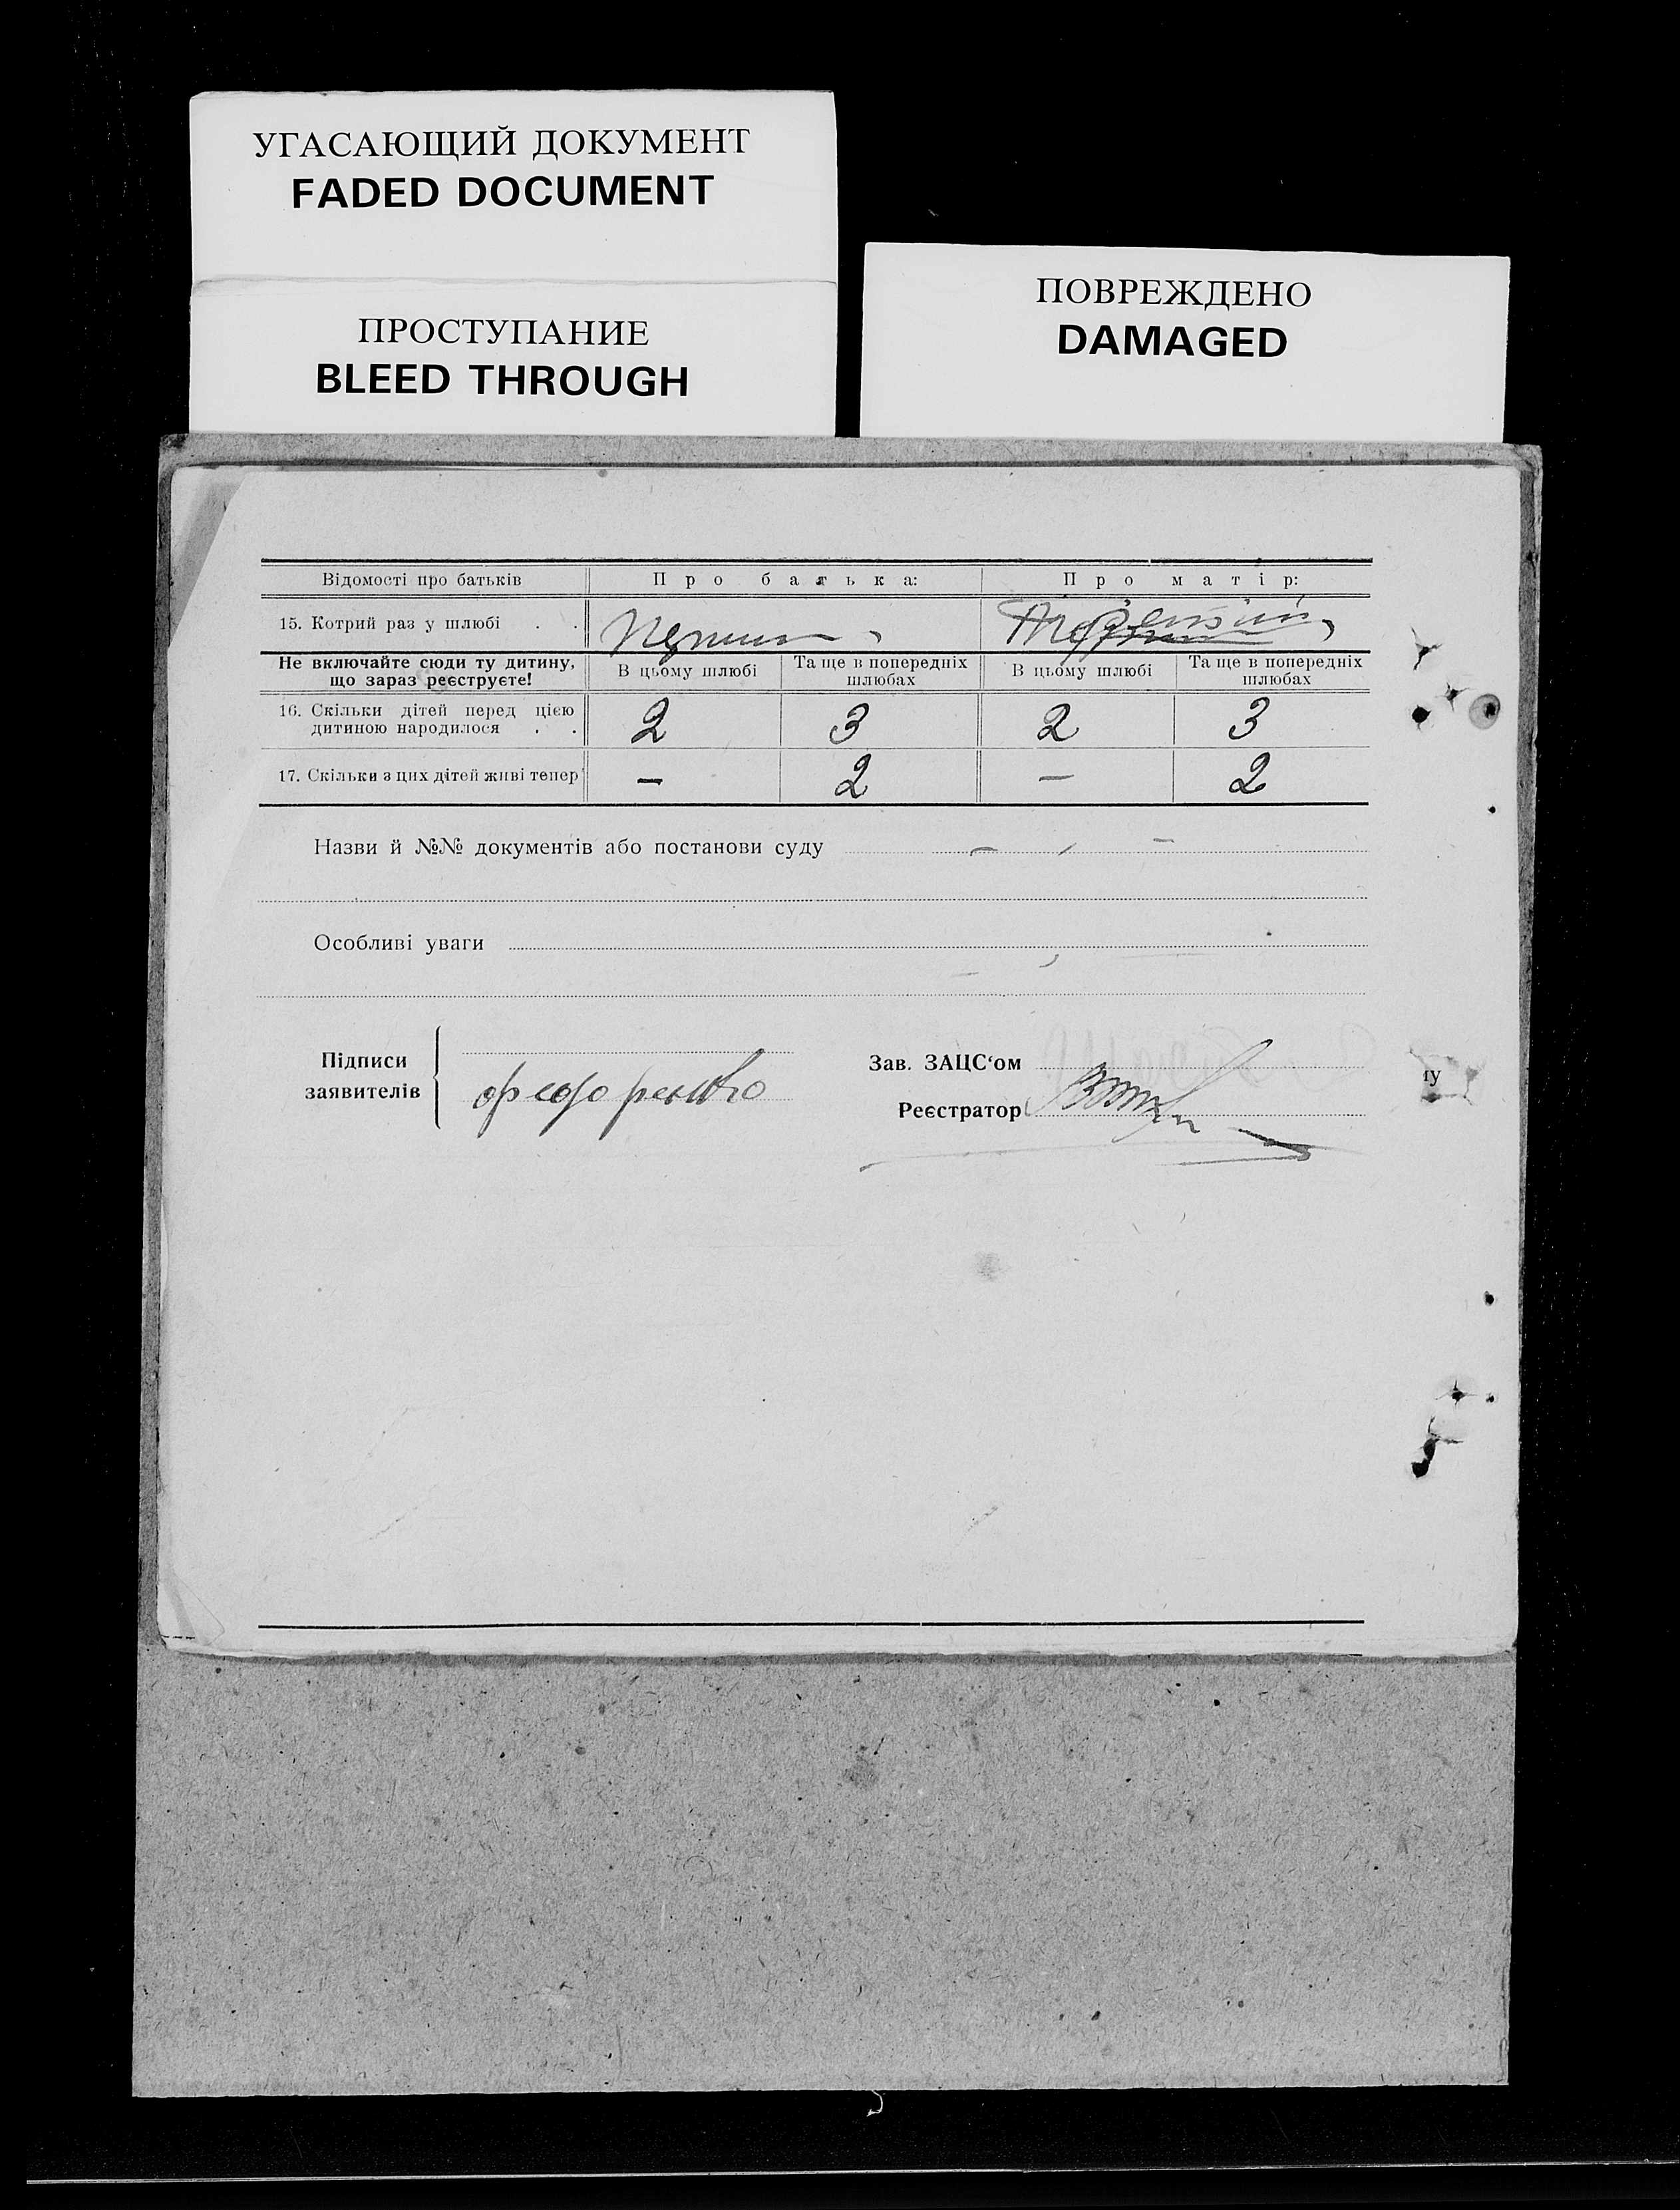 УГАСАЮЩИЙ ДОКУМЕНТ
FADED DOCUMENT
ПРОСТУПАНИЕ
BLEED THROUGH
ПОВРЕЖДЕНО
DAMAGED
Відомості про батьків Про батька: Про матір:
15. Котрий раз у шлюбі . .
Не включайте сюди ту дитину, що зараз реєструєте! В цьому шлюбі Та ще в попередніх шлюбах В цьому шлюбі Та ще в попередніх шлюбах
16. Скільки дітей перед цією дитиною народилося . . 2 3 2 3
17. Скільки з цих дітей живі тепер — 2 — 2
Назви й №№ документів або постанови суду — — —
Особливі уваги
Підписи заявителів
Зав. ЗАЦС‘ом
Реєстратор